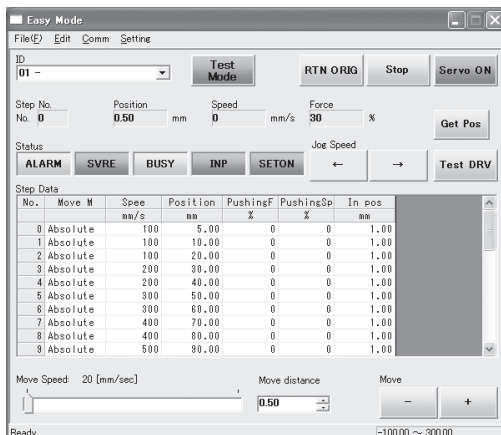 Easy Mode
File(F) Edit Comm Setting
ID
01 -
Test Mode
RTN ORIG
Stop
Servo ON
Step No. Position Speed Force
No. 0 0.50 mm 0 mm/s 30 %
Get Pos
Status Jog Speed
ALARM SVRE BUSY INP SETON ← → Test DRV
Step Data
No. Move M Spee Position PushingF PushingSp In pos
mm/s mm % % mm
0 Absolute 100 5.00 0 0 1.00
1 Absolute 100 10.00 0 0 1.00
2 Absolute 100 20.00 0 0 1.00
3 Absolute 200 30.00 0 0 1.00
4 Absolute 200 40.00 0 0 1.00
5 Absolute 300 50.00 0 0 1.00
6 Absolute 300 60.00 0 0 1.00
7 Absolute 400 70.00 0 0 1.00
8 Absolute 400 80.00 0 0 1.00
9 Absolute 500 90.00 0 0 1.00
Move Speed: 20 [mm/sec] Move distance Move
0.50 - +
Ready -100.00 ~ 300.00